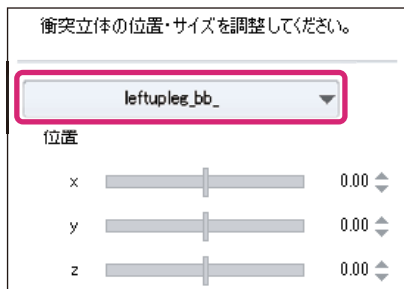 衝突立体の位置・サイズを調整してください。
leftupleg_bb_
位置
x 0.00
y 0.00
z 0.00